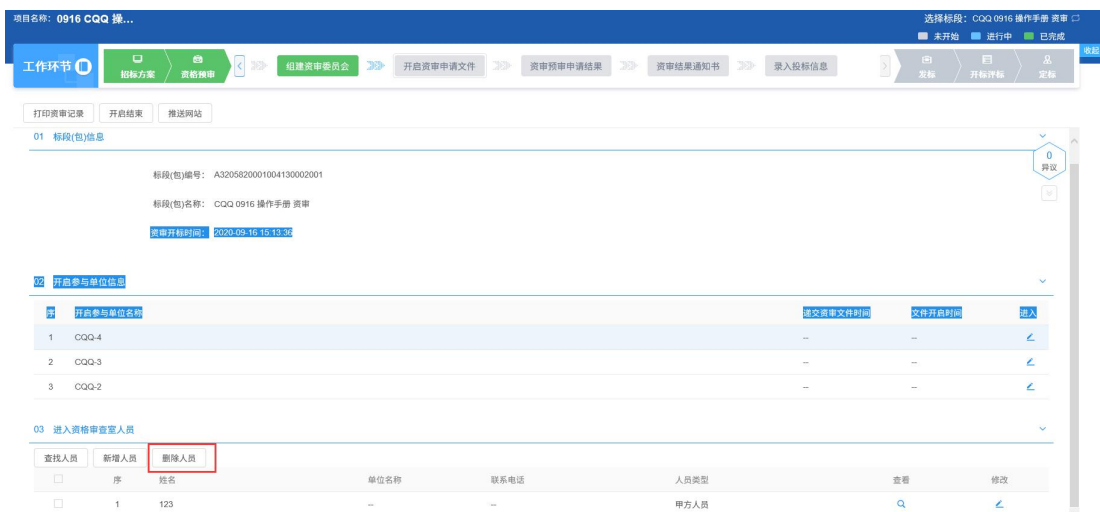 项目名称: 0916 CQQ 操... 选择标段: CQQ 0916 操作手册 资审
未开始 进行中 已完成
收起
工作环节 招标方案 资格预审 组建资审委员会 开启资审申请文件 资审预审申请结果 资审结果通知书 录入投标信息 发标 开标评标 定标
打印资审记录 开启结束 推送网站
01 标段(包)信息
0
异议
标段(包)编号: A3205820001004130002001
标段(包)名称: CQQ 0916 操作手册 资审
资审开标时间: 2020-09-16 15:13:36
02 开启参与单位信息
序 开启参与单位名称 递交资审文件时间 文件开启时间 进入
1 CQQ-4 -- --
2 CQQ-3 -- --
3 CQQ-2 -- --
03 进入资格审查室人员
查找人员 新增人员 删除人员
序 姓名 单位名称 联系电话 人员类型 查看 修改
1 123 -- -- 甲方人员